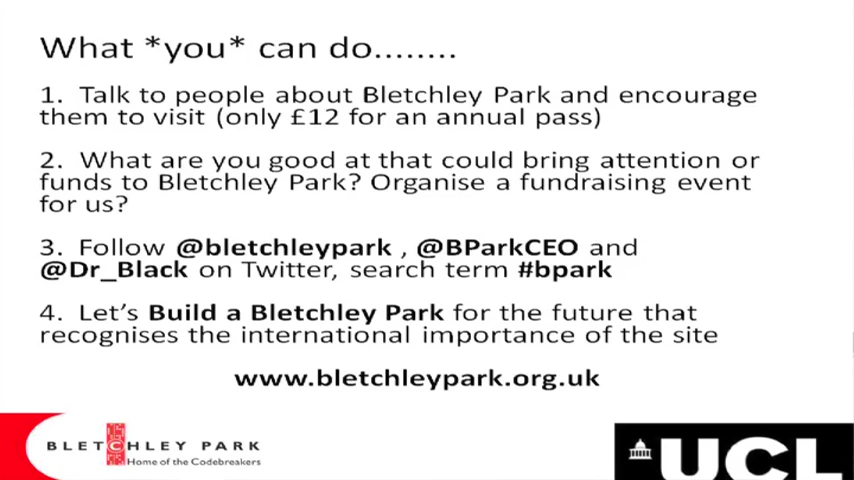 What *you* can do........
1. Talk to people about Bletchley Park and encourage
them to visit (only £12 for an annual pass)
2. What are you good at that could bring attention or
funds to Bletchley Park? Organise a fundraising event
for us?
3. Follow @bletchleypark , @BParkCEO and
@Dr_Black on Twitter, search term #bpark
4. Let's Build a Bletchley Park for the future that
recognises the international importance of the site
www.bletchleypark.org.uk
BLETCHLEY PARK
Home of the Codebreakers
UCL